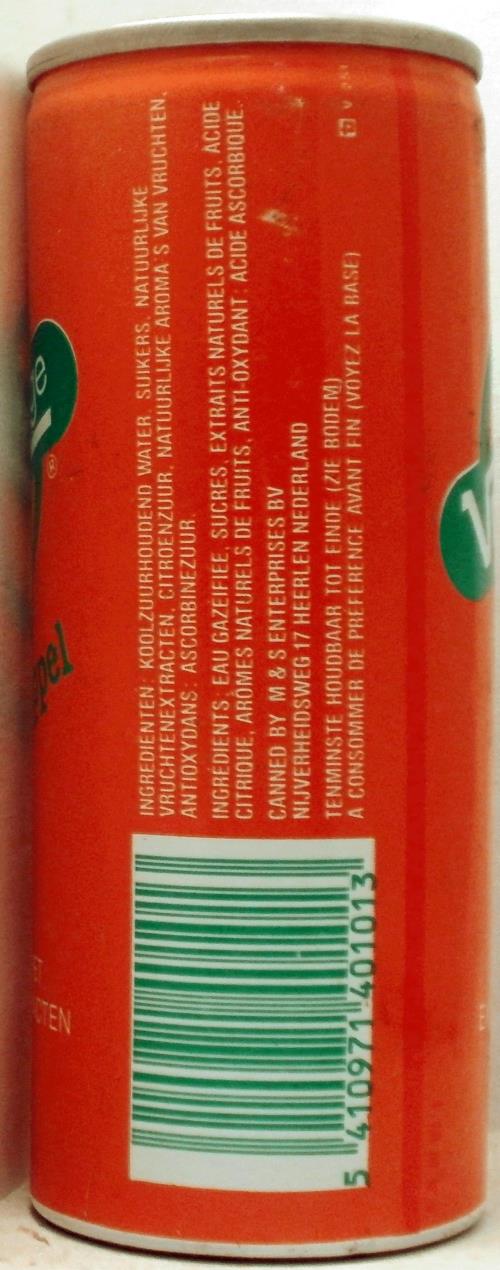 INGREDIENTEN: KOOLZUURHOUDEND WATER, SUIKERS, NATUURLIJKE
VRUCHTENEXTRACTEN, CITROENZUUR, NATUURLIJKE AROMA'S VAN VRUCHTEN,
ANTIOXYDANS: ASCORBINEZUUR.
INGRÉDIENTS: EAU GAZÉIFIÉE, SUCRES, EXTRAITS NATURELS DE FRUITS, ACIDE
CITRIQUE, ARÔMES NATURELS DE FRUITS, ANTI-OXYDANT: ACIDE ASCORBIQUE.
CANNED BY M & S ENTERPRISES BV
NIJVERHEIDSWEG 17 HEERLEN NEDERLAND
TENMINSTE HOUDBAAR TOT EINDE (ZIE BODEM)
A CONSOMMER DE PREFERENCE AVANT FIN (VOYEZ LA BASE)
5 410971 401013